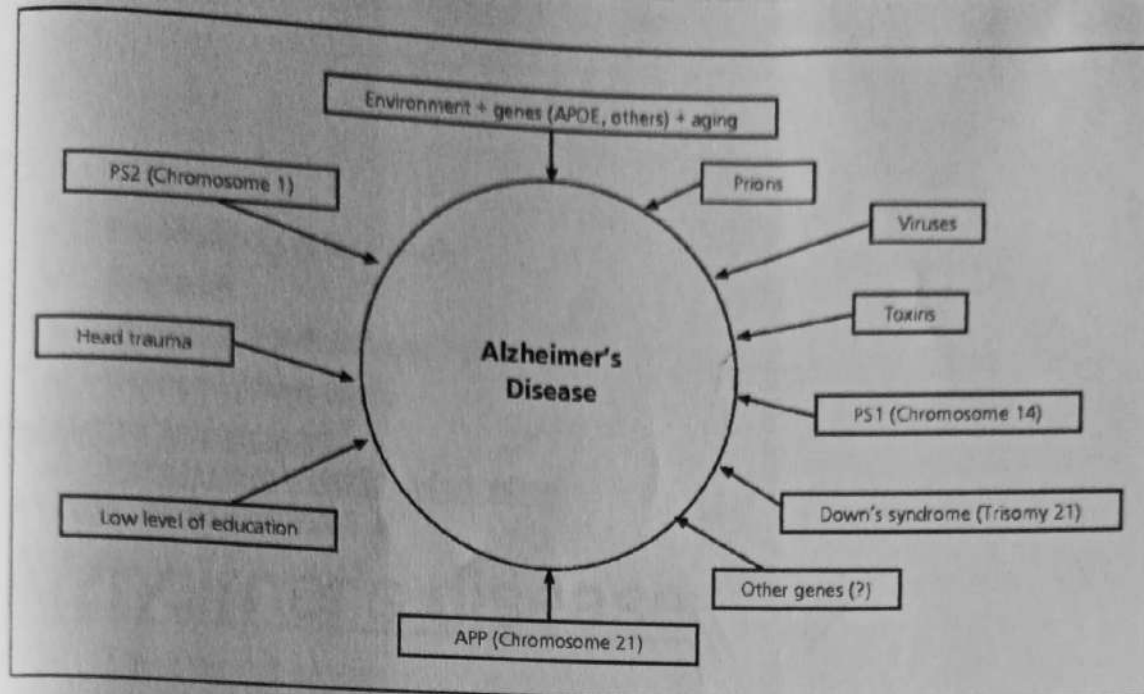 Environment + genes (APOE, others) + aging
PS2 (Chromosome 1)
Prions
Viruses
Toxins
Head trauma
Alzheimer's
Disease
PS1 (Chromosome 14)
Low level of education
Down's syndrome (Trisomy 21)
Other genes (?)
APP (Chromosome 21)